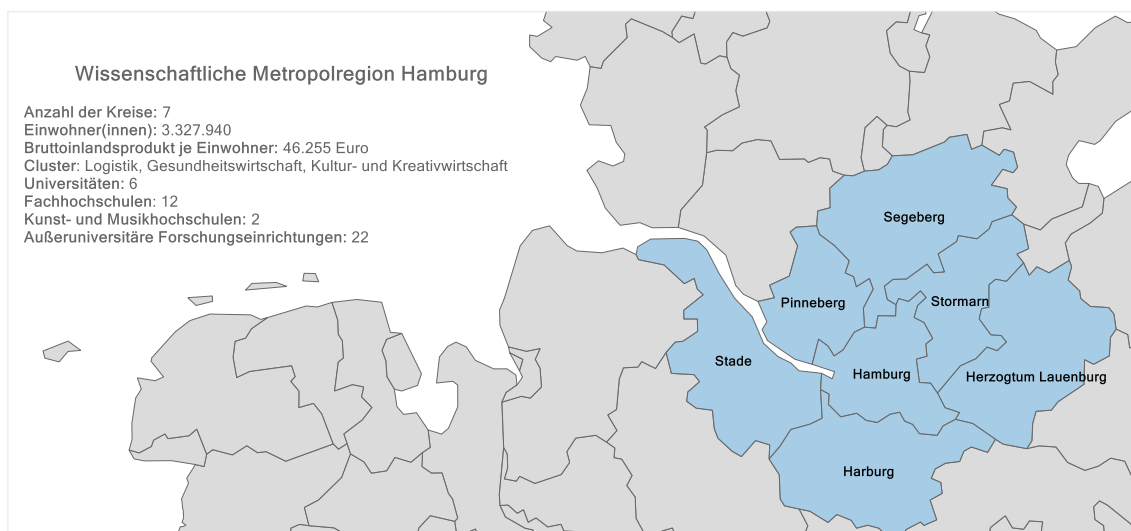 Wissenschaftliche Metropolregion Hamburg
Anzahl der Kreise: 7
Einwohner(innen): 3.327.940
Bruttoinlandsprodukt je Einwohner: 46.255 Euro
Cluster: Logistik, Gesundheitswirtschaft, Kultur- und Kreativwirtschaft
Universitäten: 6
Fachhochschulen: 12
Kunst- und Musikhochschulen: 2
Außeruniversitäre Forschungseinrichtungen: 22
Segeberg
Pinneberg
Stormarn
Stade
Hamburg
Herzogtum Lauenburg
Harburg